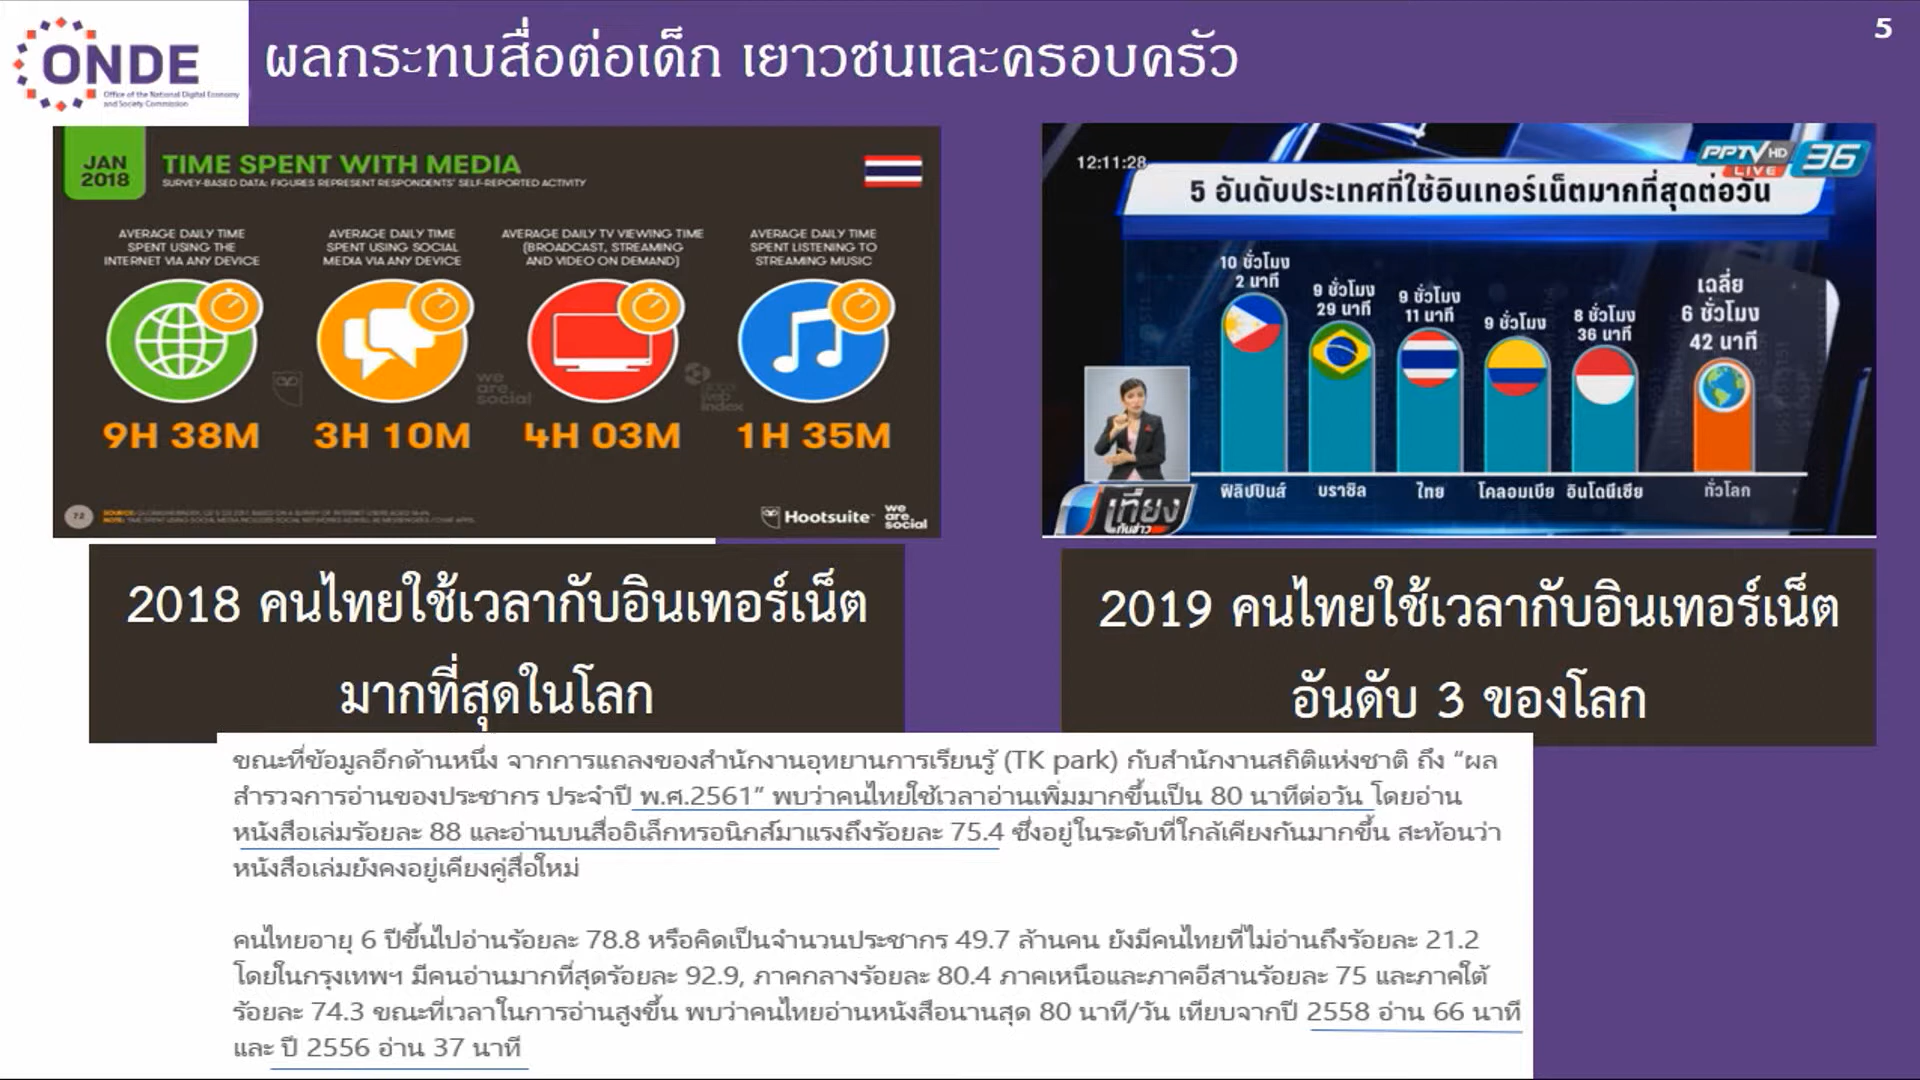 ONDE
Office of the National Digital Economy
and Society Commission
ผลกระทบสื่อต่อเด็ก เยาวชนและครอบครัว
5
JAN
2018
TIME SPENT WITH MEDIA
SURVEY-BASED DATA: FIGURES REPRESENT RESPONDENTS' SELF-REPORTED ACTIVITY
AVERAGE DAILY TIME
SPENT USING THE
INTERNET VIA ANY DEVICE
9H 38M
AVERAGE DAILY TIME
SPENT USING SOCIAL
MEDIA VIA ANY DEVICE
3H 10M
AVERAGE DAILY TV VIEWING TIME
(BROADCAST, STREAMING
AND VIDEO ON DEMAND)
4H 03M
AVERAGE DAILY TIME
SPENT LISTENING TO
STREAMING MUSIC
1H 35M
we
are
social
global
web
index
72
Hootsuite
we
are
social
12:11:28
PPTV HD 36
LIVE
5 อันดับประเทศที่ใช้อินเทอร์เน็ตมากที่สุดต่อวัน
10 ชั่วโมง
2 นาที
9 ชั่วโมง
29 นาที
9 ชั่วโมง
11 นาที
9 ชั่วโมง
8 ชั่วโมง
36 นาที
เฉลี่ย
6 ชั่วโมง
42 นาที
ฟิลิปปินส์ บราซิล ไทย โคลอมเบีย อินโดนีเซีย ทั่วโลก
เที่ยง
ทันข่าว
2018 คนไทยใช้เวลากับอินเทอร์เน็ต
มากที่สุดในโลก
2019 คนไทยใช้เวลากับอินเทอร์เน็ต
อันดับ 3 ของโลก
ขณะที่ข้อมูลอีกด้านหนึ่ง จากการแถลงของสำนักงานอุทยานการเรียนรู้ (TK park) กับสำนักงานสถิติแห่งชาติ ถึง “ผล
สำรวจการอ่านของประชากร ประจำปี พ.ศ.2561” พบว่าคนไทยใช้เวลาอ่านเพิ่มมากขึ้นเป็น 80 นาทีต่อวัน โดยอ่าน
หนังสือเล่มร้อยละ 88 และอ่านบนสื่ออิเล็กทรอนิกส์มาแรงถึงร้อยละ 75.4 ซึ่งอยู่ในระดับที่ใกล้เคียงกันมากขึ้น สะท้อนว่า
หนังสือเล่มยังคงอยู่เคียงคู่สื่อใหม่
คนไทยอายุ 6 ปีขึ้นไปอ่านร้อยละ 78.8 หรือคิดเป็นจำนวนประชากร 49.7 ล้านคน ยังมีคนไทยที่ไม่อ่านถึงร้อยละ 21.2
โดยในกรุงเทพฯ มีคนอ่านมากที่สุดร้อยละ 92.9, ภาคกลางร้อยละ 80.4 ภาคเหนือและภาคอีสานร้อยละ 75 และภาคใต้
ร้อยละ 74.3 ขณะที่เวลาในการอ่านสูงขึ้น พบว่าคนไทยอ่านหนังสือนานสุด 80 นาที/วัน เทียบจากปี 2558 อ่าน 66 นาที
และ ปี 2556 อ่าน 37 นาที